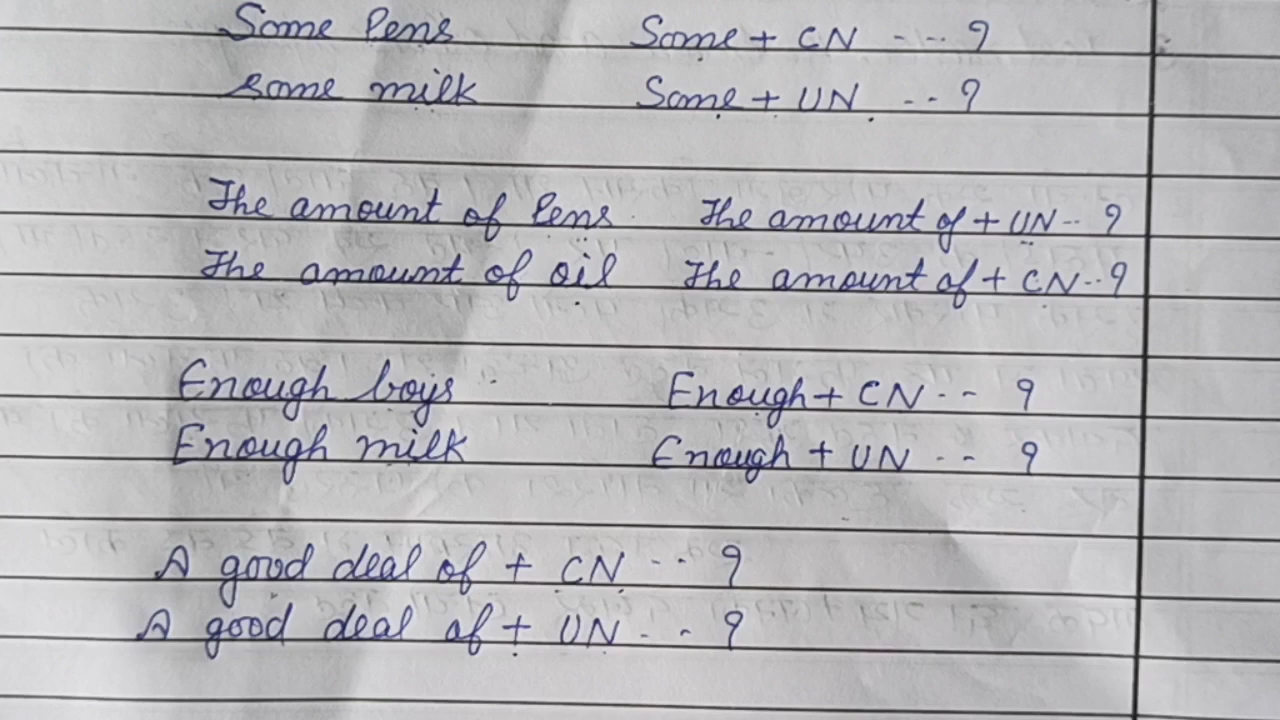 Some Pens Some + CN --- ?
some milk Some + UN -- ?
The amount of Pens The amount of + UN -- ?
The amount of oil The amount of + CN -- ?
Enough boys Enough + CN -- ?
Enough milk Enough + UN -- ?
A good deal of + CN -- ?
A good deal of + UN -- ?